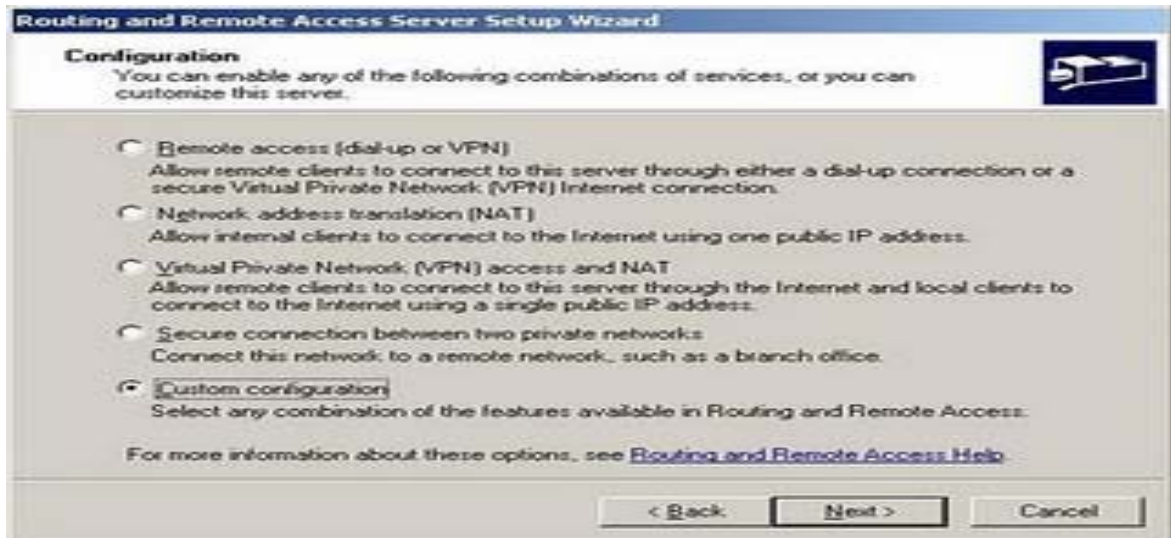 Routing and Remote Access Server Setup Wizard
Configuration
You can enable any of the following combinations of services, or you can
customize this server.
Remote access (dial-up or VPN)
Allow remote clients to connect to this server through either a dial-up connection or a
secure Virtual Private Network (VPN) Internet connection.
Network address translation (NAT)
Allow internal clients to connect to the Internet using one public IP address.
Virtual Private Network (VPN) access and NAT
Allow remote clients to connect to this server through the Internet and local clients to
connect to the Internet using a single public IP address.
Secure connection between two private networks
Connect this network to a remote network, such as a branch office.
Custom configuration
Select any combination of the features available in Routing and Remote Access.
For more information about these options, see Routing and Remote Access Help.
< Back
Next >
Cancel